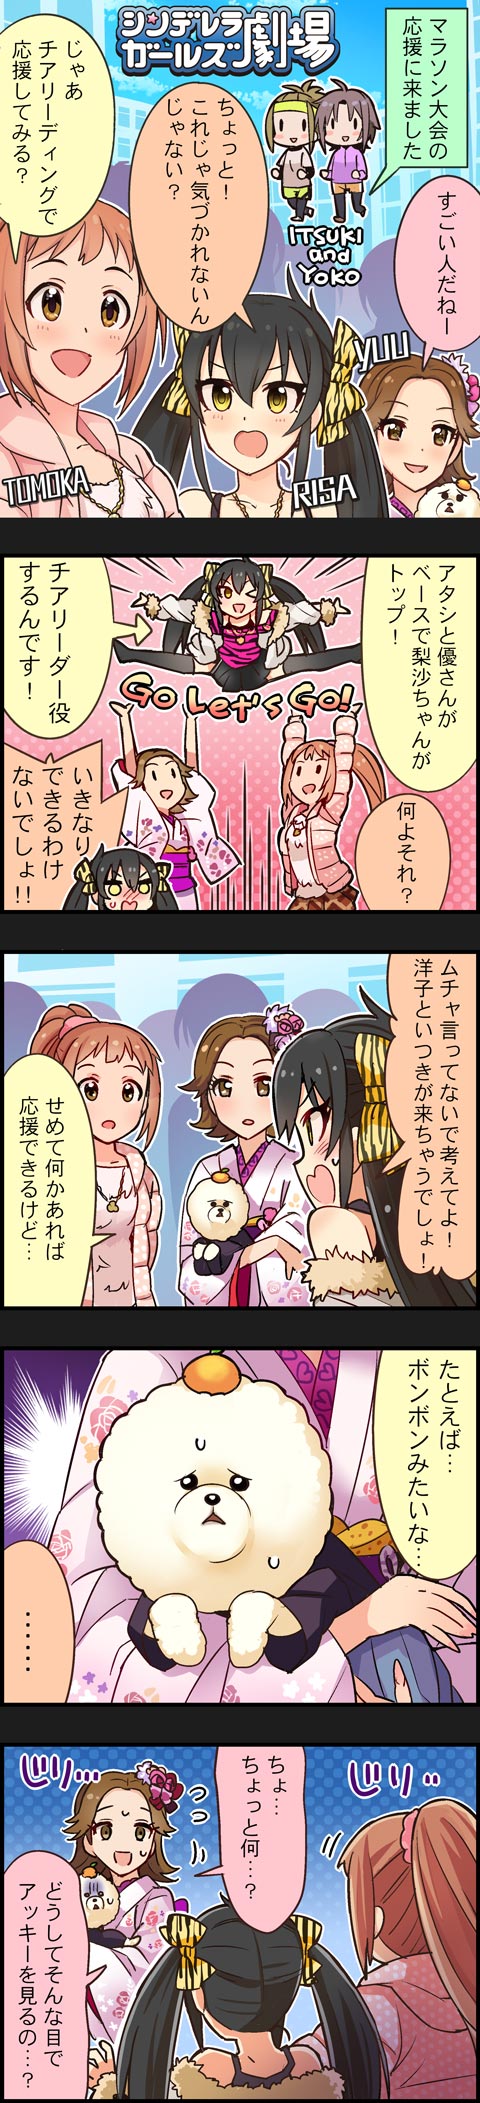 シンデレラ
ガールズ劇場
マラソン大会の
応援に来ました
ITSUKI
and
YOKO
すごい人だねー
YUU
ちょっと！
これじゃ気づかれないん
じゃない？
RISA
じゃあ
チアリーディングで
応援してみる？
TOMOKA
アタシと優さんが
ベースで梨沙ちゃんが
トップ！
何よそれ？
Go Let's Go!
チアリーダー役
するんです！
いきなり
できるわけ
ないでしょ!!
ムチャ言ってないで考えてよ！
洋子といつきが来ちゃうでしょ！
せめて何かあれば
応援できるけど…
たとえば…
ボンボンみたいな…
……
じり…
ちょ…
ちょっと何…？
じり…
どうしてそんな目で
アッキーを見るの…？